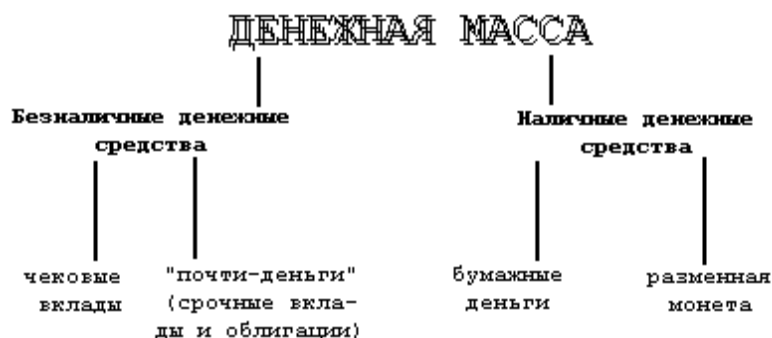 ДЕНЕЖНАЯ МАССА
Безналичные денежные
средства
Наличные денежные
средства
чековые
вклады
"почти-деньги"
(срочные вкла-
ды и облигации)
бумажные
деньги
разменная
монета